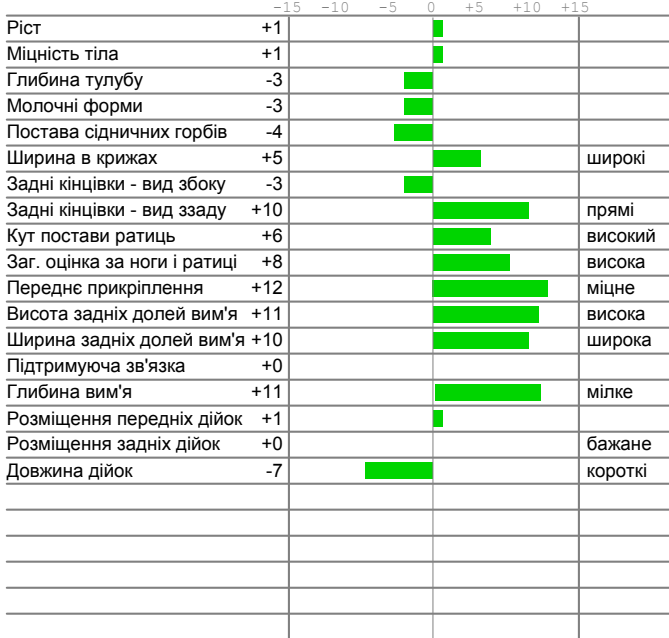 -15 -10 -5 0 +5 +10 +15
Ріст +1
Міцність тіла +1
Глибина тулубу -3
Молочні форми -3
Постава сідничних горбів -4
Ширина в крижах +5 широкі
Задні кінцівки - вид збоку -3
Задні кінцівки - вид ззаду +10 прямі
Кут постави ратиць +6 високий
Заг. оцінка за ноги і ратиці +8 висока
Переднє прикріплення +12 міцне
Висота задніх долей вим'я +11 висока
Ширина задніх долей вим'я +10 широка
Підтримуюча зв'язка +0
Глибина вим'я +11 мілке
Розміщення передніх дійок +1
Розміщення задніх дійок +0 бажане
Довжина дійок -7 короткі